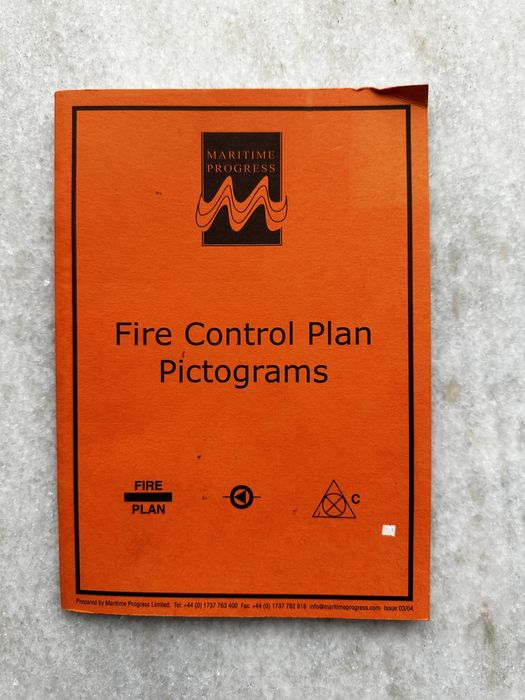 MARITIME
PROGRESS
Fire Control Plan
Pictograms
FIRE
PLAN
C
Prepared by Maritime Progress Limited. Tel: +44 (0) 1737 763 400 Fax: +44 (0) 1737 782 818 info@maritimeprogress.com Issue 03/04